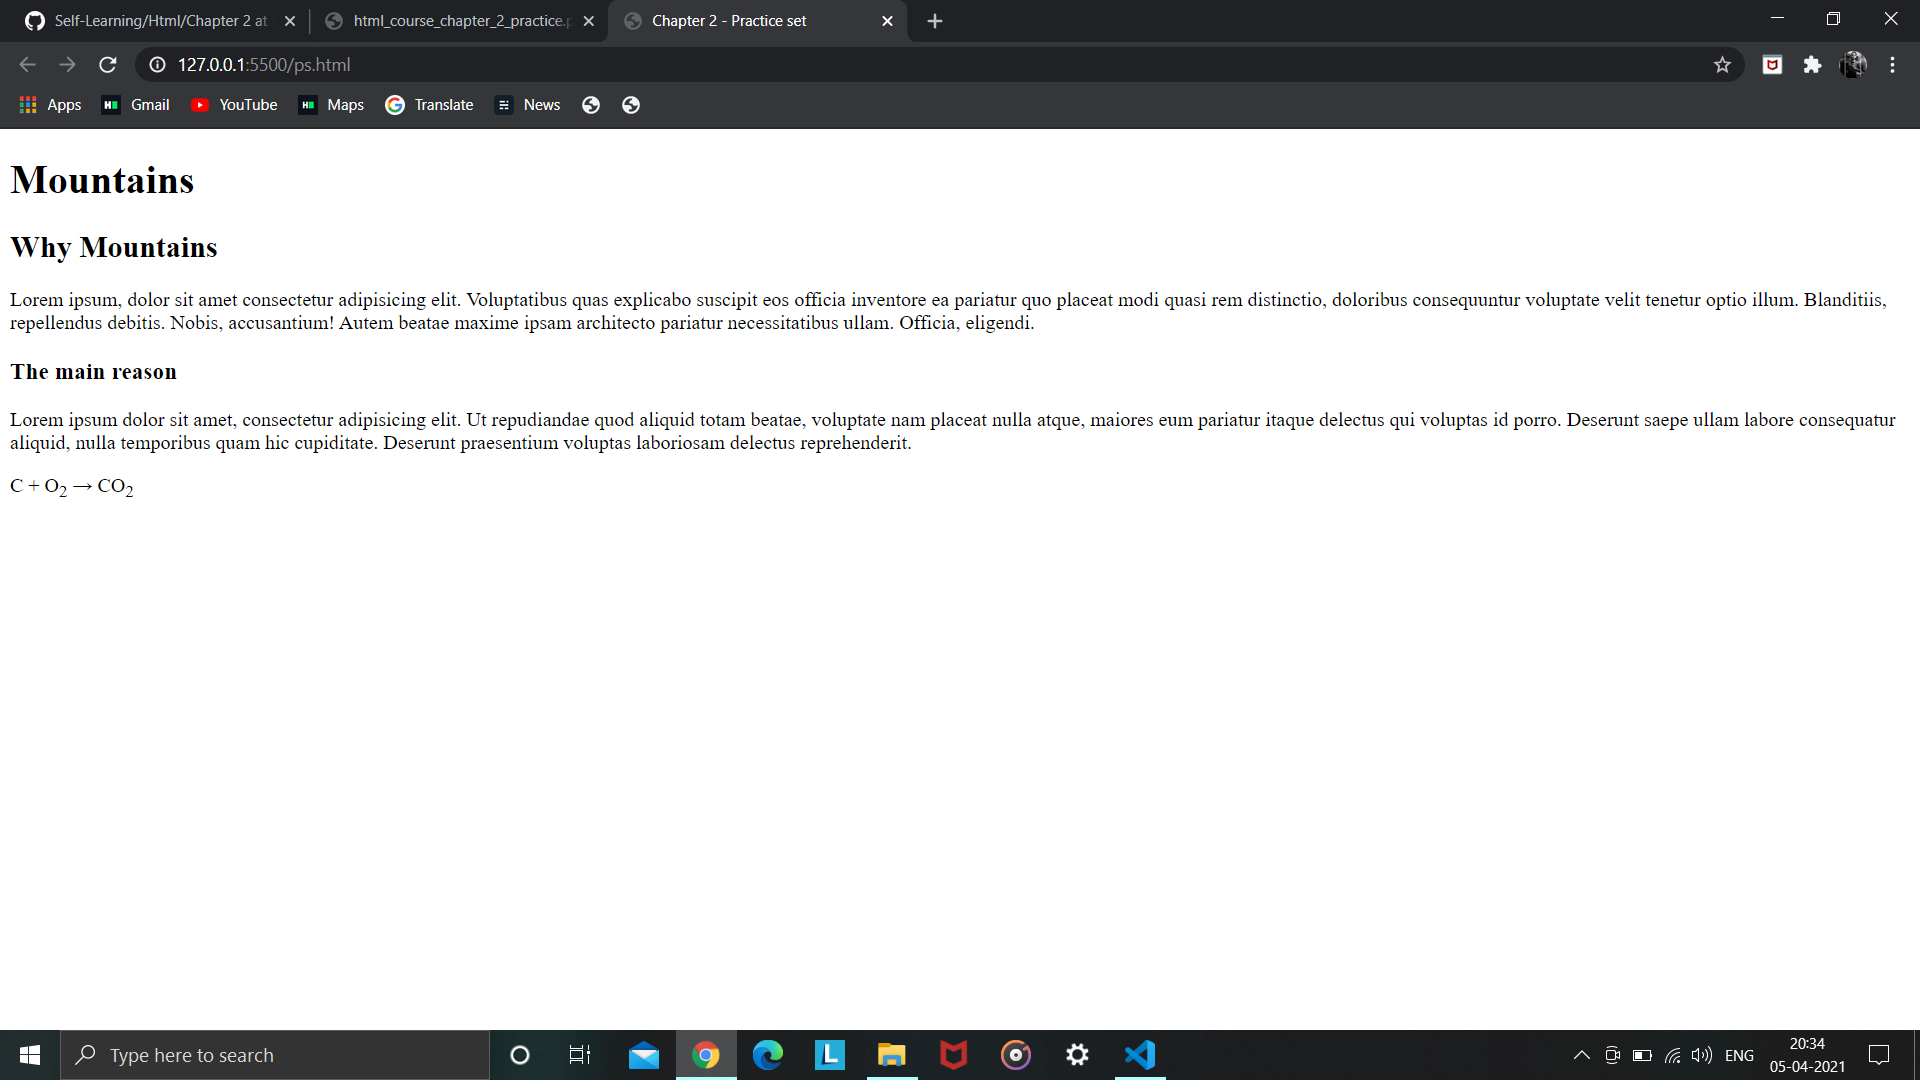 Self-Learning/Html/Chapter 2 at
html_course_chapter_2_practice.p
Chapter 2 - Practice set
127.0.0.1:5500/ps.html
Apps
Gmail
YouTube
Maps
Translate
News
Mountains
Why Mountains
Lorem ipsum, dolor sit amet consectetur adipisicing elit. Voluptatibus quas explicabo suscipit eos officia inventore ea pariatur quo placeat modi quasi rem distinctio, doloribus consequuntur voluptate velit tenetur optio illum. Blanditiis,
repellendus debitis. Nobis, accusantium! Autem beatae maxime ipsam architecto pariatur necessitatibus ullam. Officia, eligendi.
The main reason
Lorem ipsum dolor sit amet, consectetur adipisicing elit. Ut repudiandae quod aliquid totam beatae, voluptate nam placeat nulla atque, maiores eum pariatur itaque delectus qui voluptas id porro. Deserunt saepe ullam labore consequatur
aliquid, nulla temporibus quam hic cupiditate. Deserunt praesentium voluptas laboriosam delectus reprehenderit.
C + O₂ → CO₂
Type here to search
ENG
20:34
05-04-2021